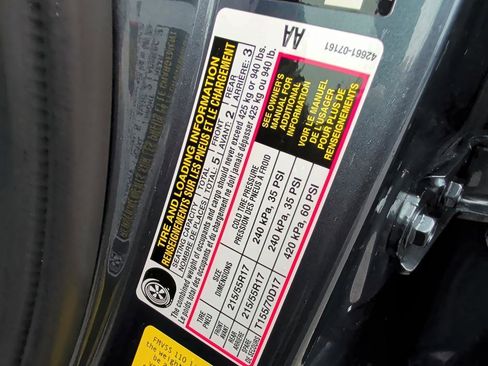 42661-07161
AA
TIRE AND LOADING INFORMATION
RENSEIGNEMENTS SUR LES PNEUS ET LE CHARGEMENT
SEATING CAPACITY TOTAL: 5 FRONT 2 REAR 3
NOMBRE DE PLACES TOTAL: AVANT: ARRIÈRE:
The combined weight of occupants and cargo should never exceed 425 kg or 940 lbs.
Le poids total des occupants et du chargement ne doit jamais dépasser 425 kg ou 940 lb.
TIRE SIZE COLD TIRE PRESSURE
PNEU DIMENSIONS PRESSION DES PNEUS À FROID
FRONT AVANT 215/55R17 240 kPa, 35 PSI
REAR ARRIÈRE 215/55R17 240 kPa, 35 PSI
SPARE DE SECOURS T155/70D17 420 kPa, 60 PSI
SEE OWNER'S
MANUAL FOR
ADDITIONAL
INFORMATION
VOIR LE MANUEL
DE L'USAGER
POUR PLUS DE
RENSEIGNEMENTS
FMVSS 110